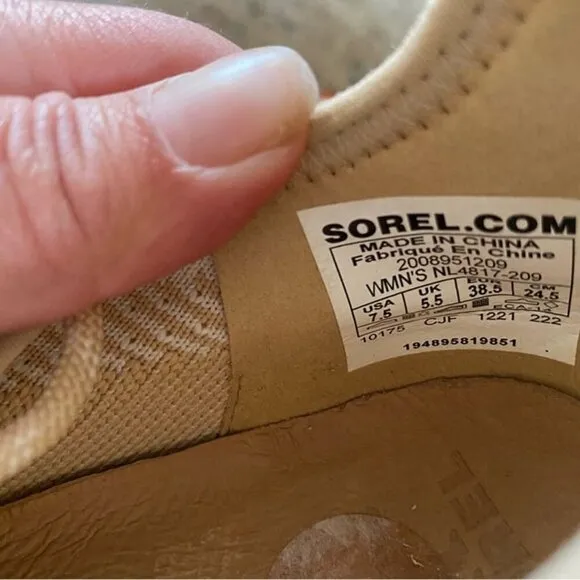 SOREL.COM
MADE IN CHINA
Fabriqué En Chine
2008951209
WMN'S NL4817-209
USA UK EUR CM
7.5 5.5 38.5 24.5
10175 CJF 1221 222
194895819851